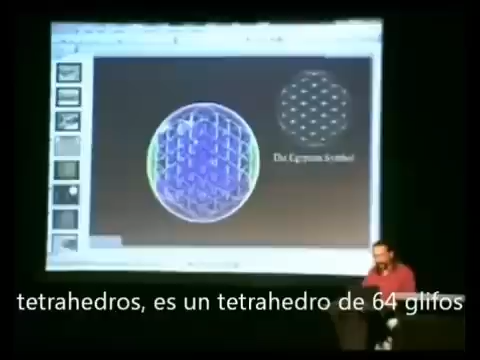 The Egyptian Symbol
tetrahedros, es un tetrahedro de 64 glifos